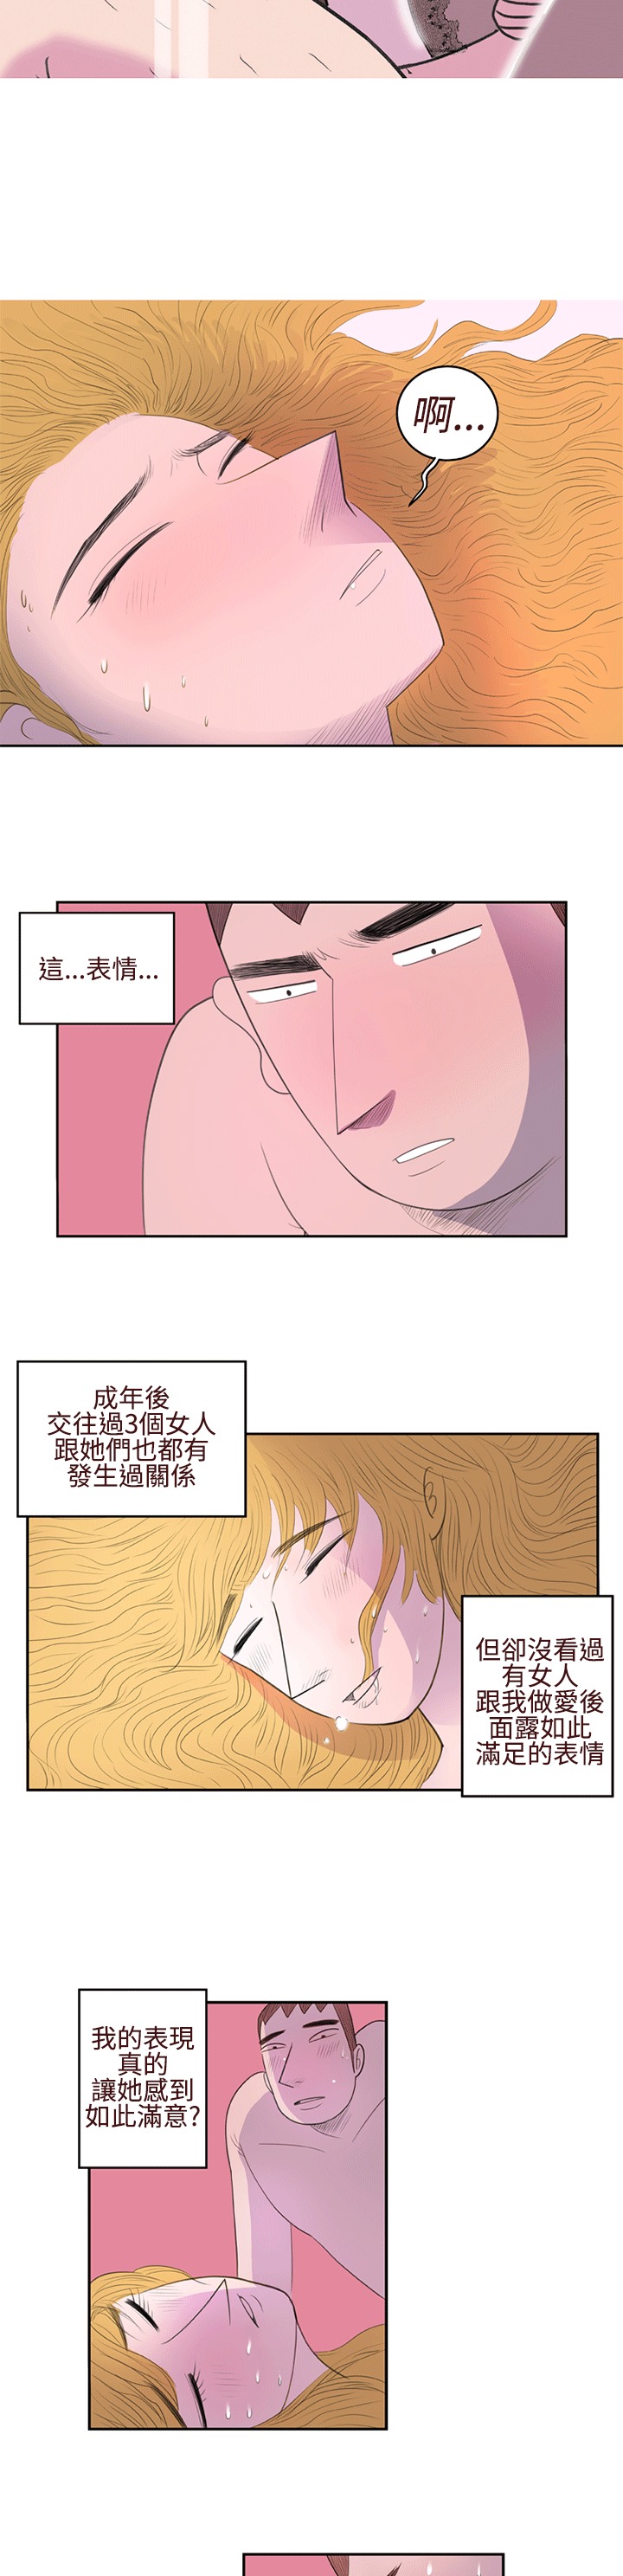 啊...
這...表情...
成年後
交往過3個女人
跟她們也都有
發生過關係
但卻沒看過
有女人
跟我做愛後
面露如此
滿足的表情
我的表現
真的
讓她感到
如此滿意?